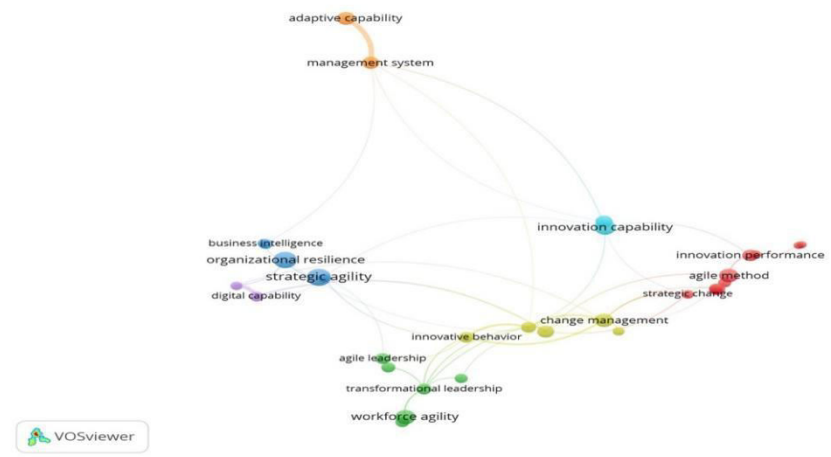 adaptive capability
management system
innovation capability
business intelligence
organizational resilience
innovation performance
strategic agility
agile method
digital capability
strategic change
change management
innovative behavior
agile leadership
transformational leadership
workforce agility
VOSviewer